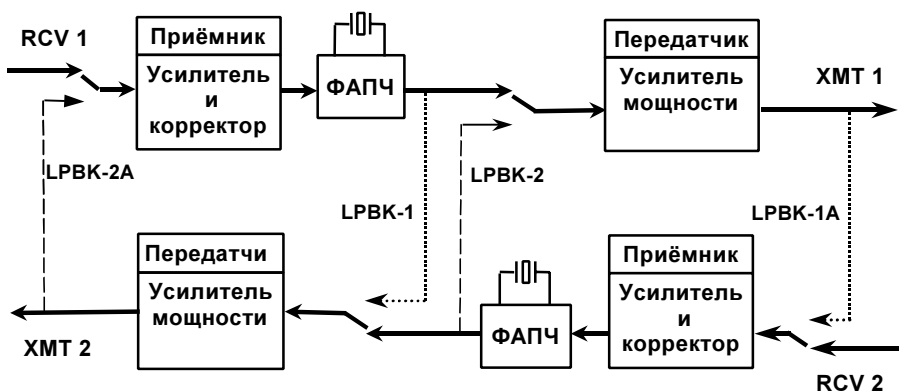 RCV 1
Приёмник
Усилитель
и
корректор
ФАПЧ
Передатчик
Усилитель
мощности
XMT 1
LPBK-2A
LPBK-1
LPBK-2
LPBK-1A
Передатчи
Усилитель
мощности
XMT 2
ФАПЧ
Приёмник
Усилитель
и
корректор
RCV 2